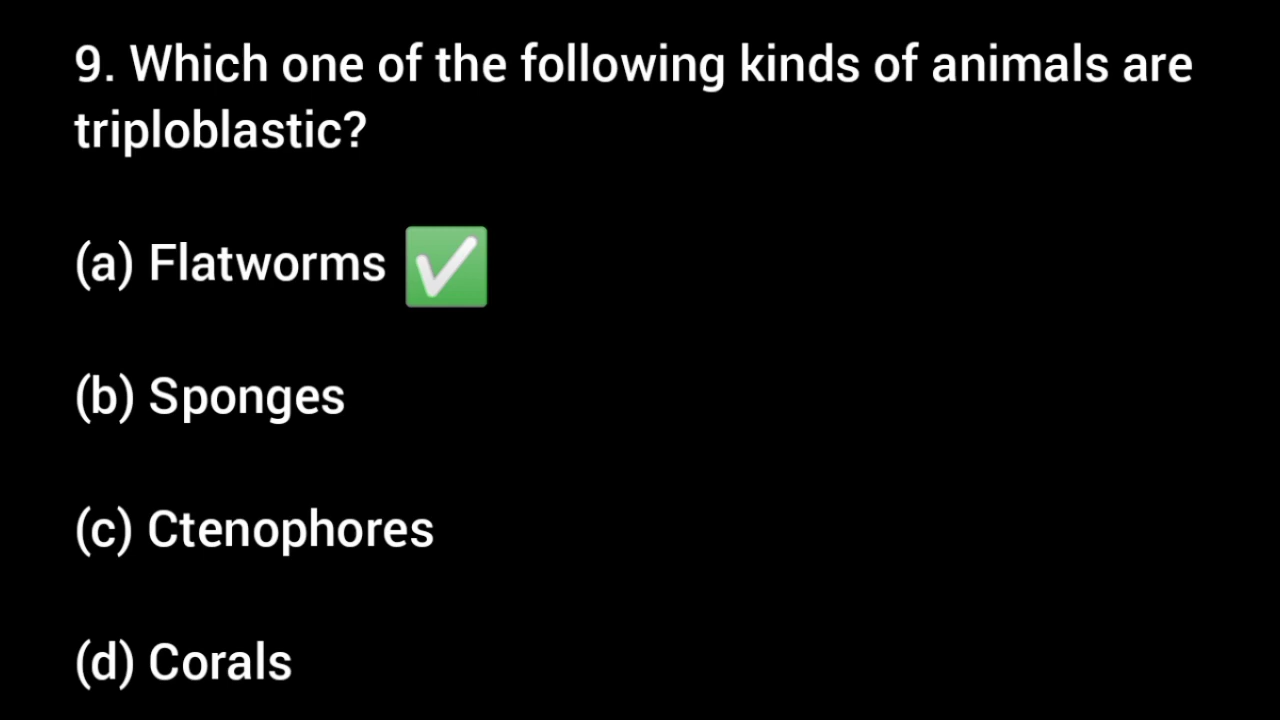 9. Which one of the following kinds of animals are
triploblastic?
(a) Flatworms ✅
(b) Sponges
(c) Ctenophores
(d) Corals